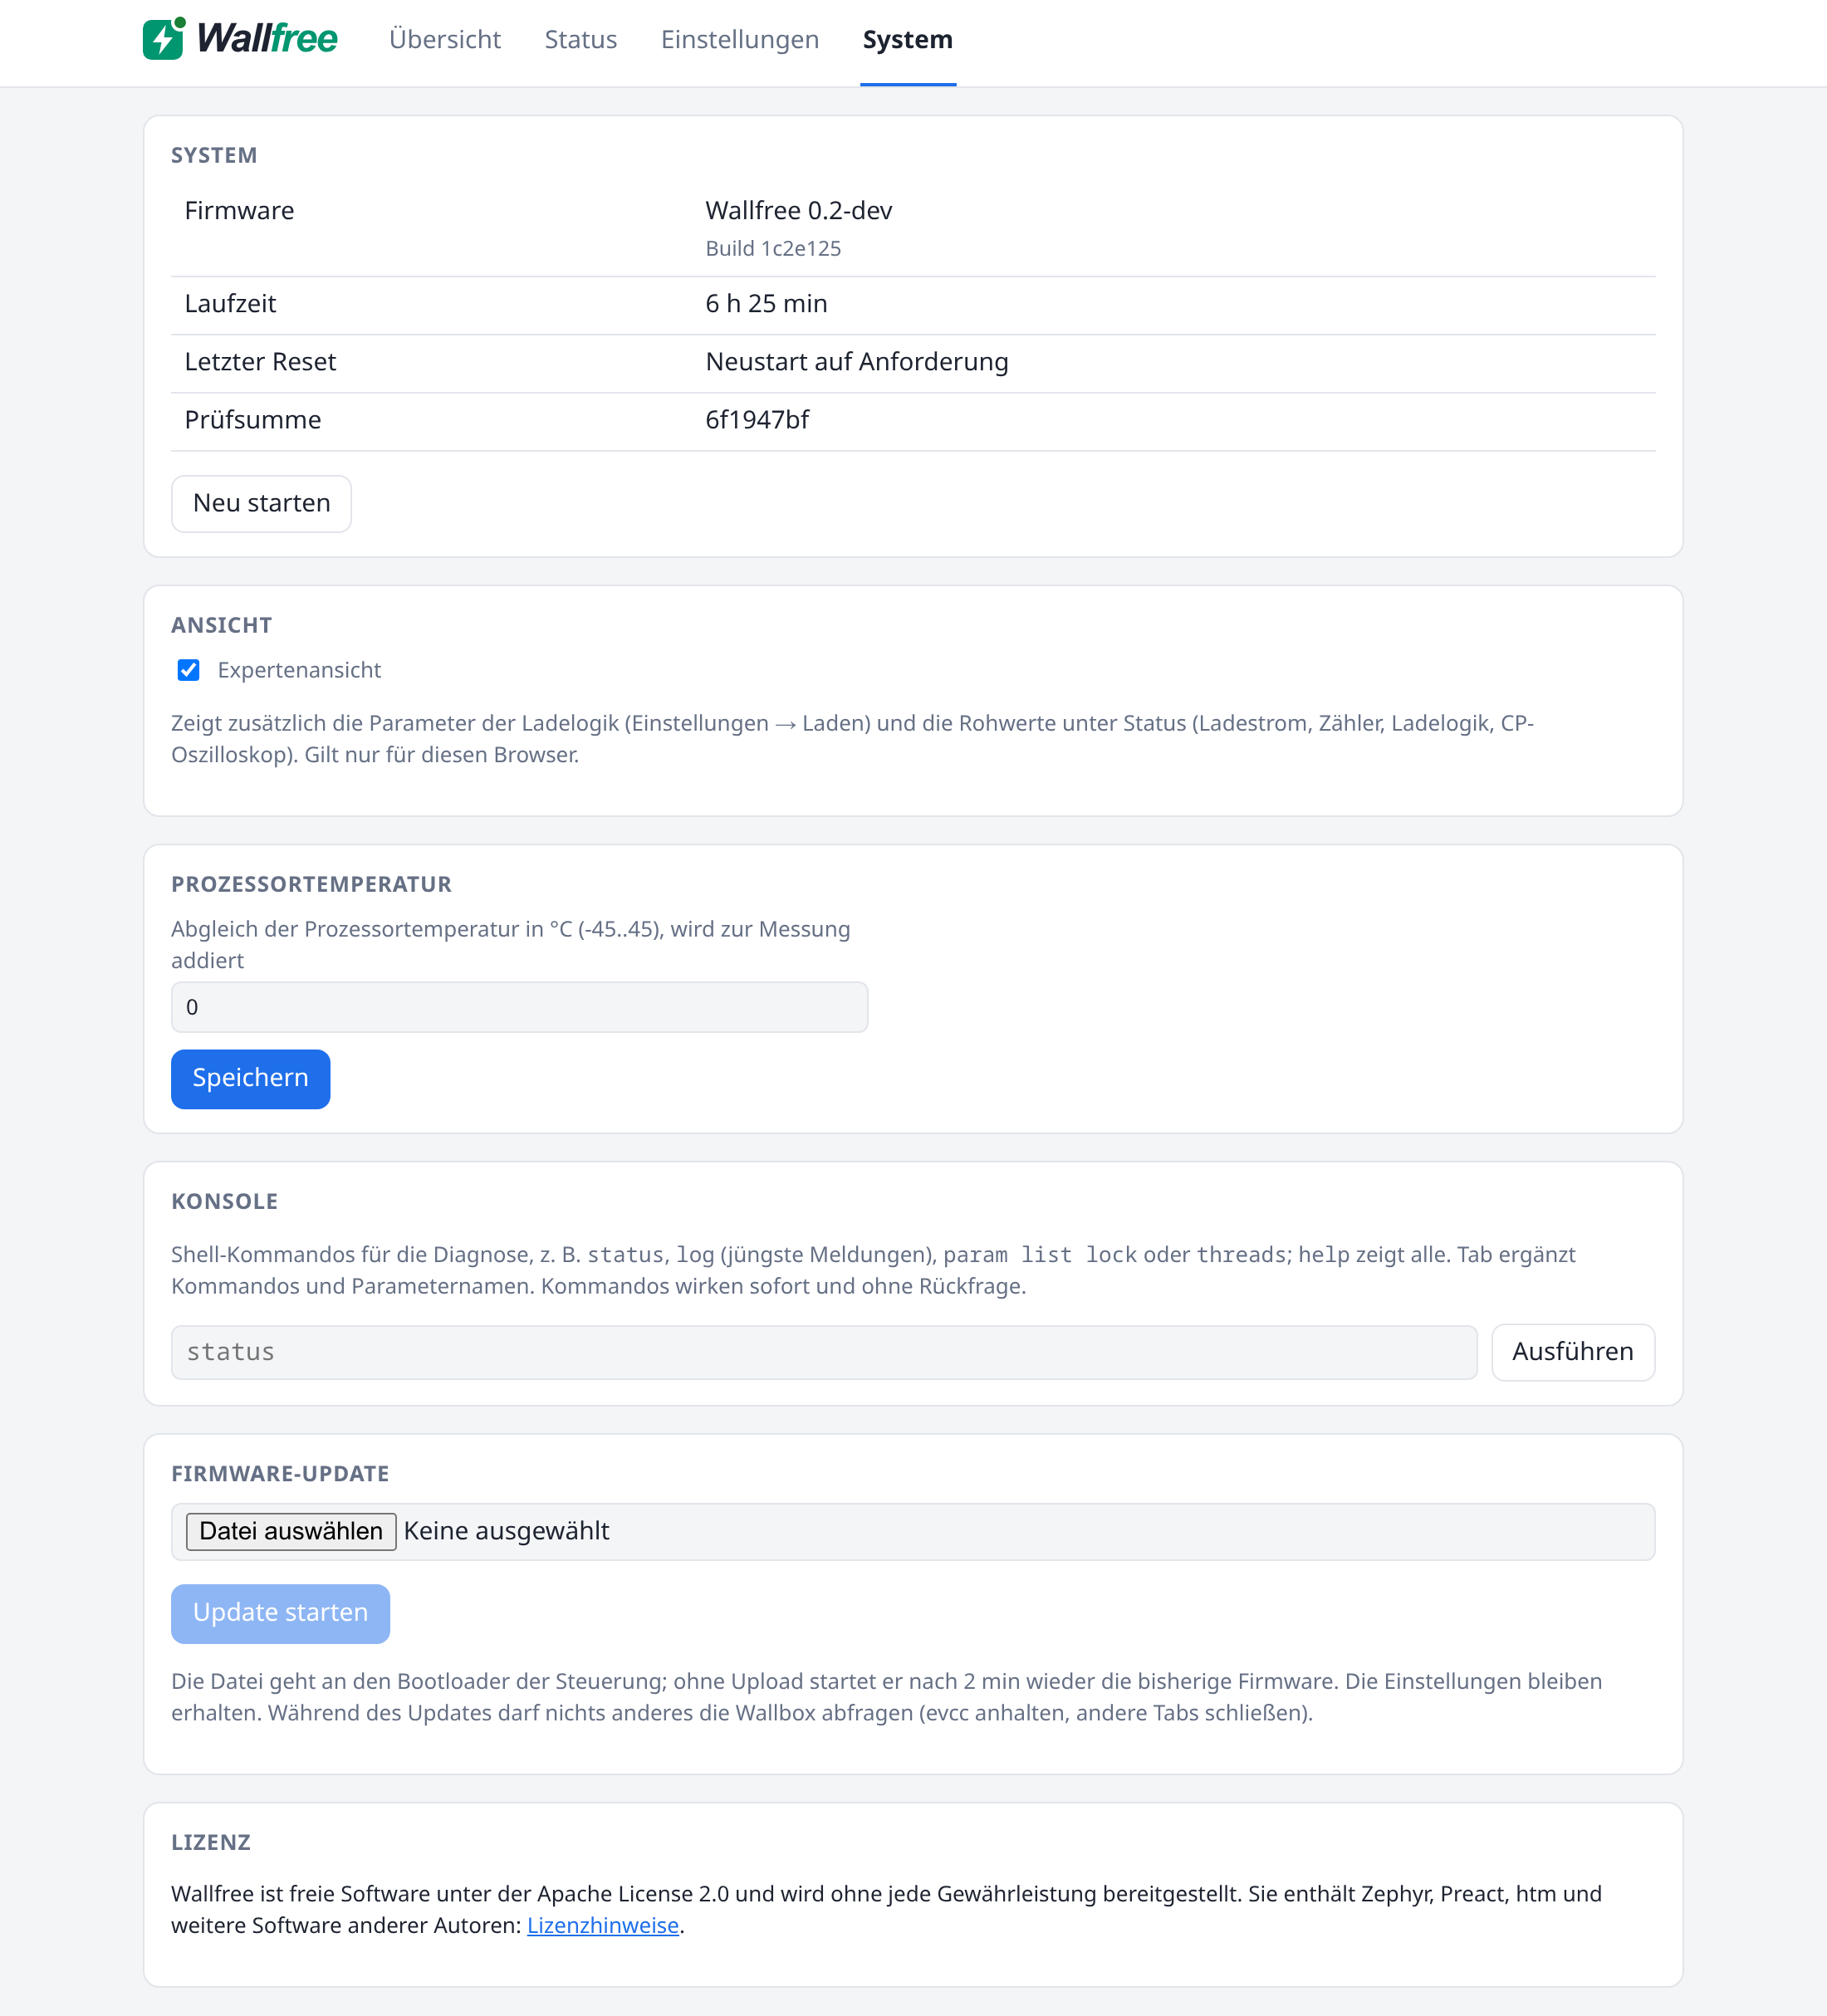 Wallfree Übersicht Status Einstellungen System
SYSTEM
Firmware Wallfree 0.2-dev
Build 1c2e125
Laufzeit 6 h 25 min
Letzter Reset Neustart auf Anforderung
Prüfsumme 6f1947bf
Neu starten
ANSICHT
Expertenansicht
Zeigt zusätzlich die Parameter der Ladelogik (Einstellungen → Laden) und die Rohwerte unter Status (Ladestrom, Zähler, Ladelogik, CP-
Oszilloskop). Gilt nur für diesen Browser.
PROZESSORTEMPERATUR
Abgleich der Prozessortemperatur in °C (-45..45), wird zur Messung
addiert
0
Speichern
KONSOLE
Shell-Kommandos für die Diagnose, z. B. status, log (jüngste Meldungen), param list lock oder threads; help zeigt alle. Tab ergänzt
Kommandos und Parameternamen. Kommandos wirken sofort und ohne Rückfrage.
status Ausführen
FIRMWARE-UPDATE
Datei auswählen Keine ausgewählt
Update starten
Die Datei geht an den Bootloader der Steuerung; ohne Upload startet er nach 2 min wieder die bisherige Firmware. Die Einstellungen bleiben
erhalten. Während des Updates darf nichts anderes die Wallbox abfragen (evcc anhalten, andere Tabs schließen).
LIZENZ
Wallfree ist freie Software unter der Apache License 2.0 und wird ohne jede Gewährleistung bereitgestellt. Sie enthält Zephyr, Preact, htm und
weitere Software anderer Autoren: Lizenzhinweise.